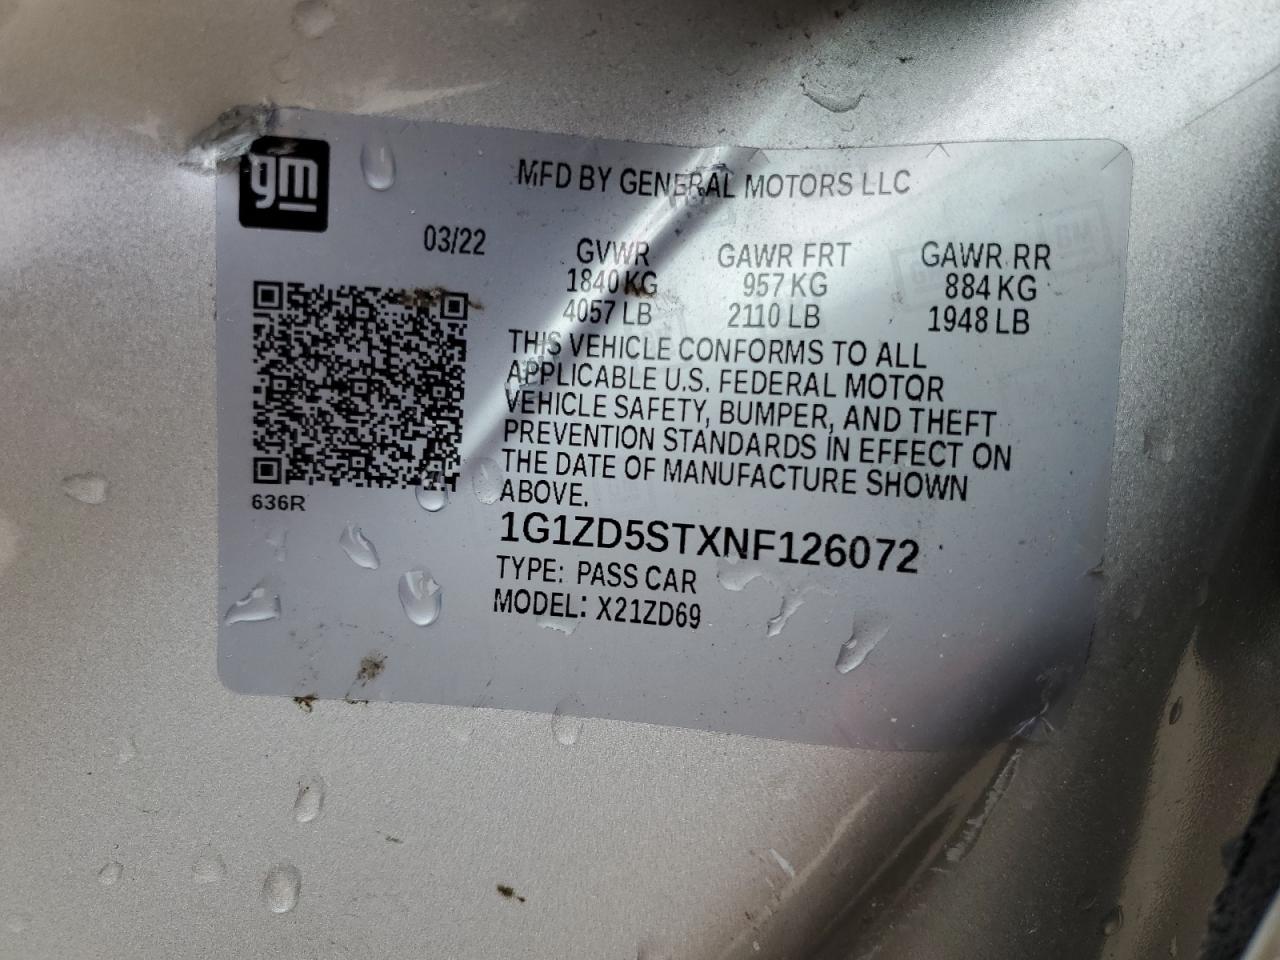 gm
MFD BY GENERAL MOTORS LLC
03/22
GVWR GAWR FRT GAWR RR
1840 KG 957 KG 884 KG
4057 LB 2110 LB 1948 LB
THIS VEHICLE CONFORMS TO ALL
APPLICABLE U.S. FEDERAL MOTOR
VEHICLE SAFETY, BUMPER, AND THEFT
PREVENTION STANDARDS IN EFFECT ON
THE DATE OF MANUFACTURE SHOWN
ABOVE.
636R
1G1ZD5STXNF126072
TYPE: PASS CAR
MODEL: X21ZD69